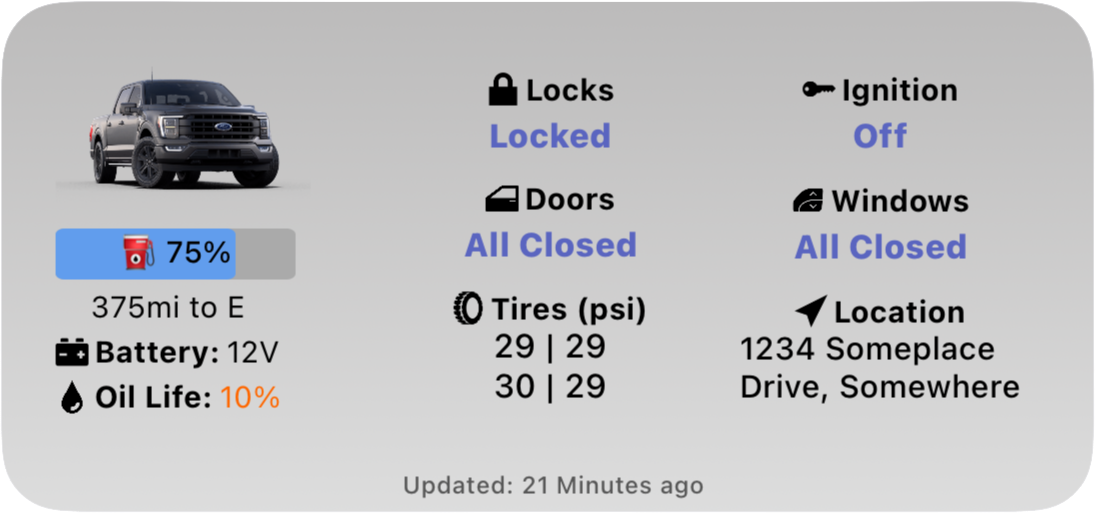 75%
375mi to E
Battery: 12V
Oil Life: 10%
Locks
Locked
Doors
All Closed
Tires (psi)
29 | 29
30 | 29
Ignition
Off
Windows
All Closed
Location
1234 Someplace
Drive, Somewhere
Updated: 21 Minutes ago